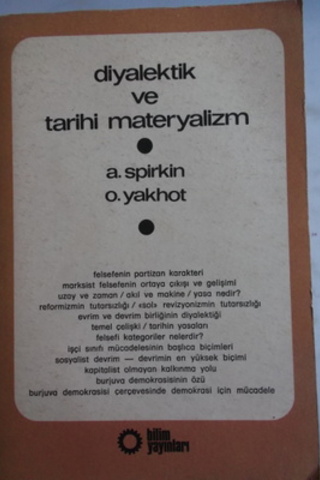 diyalektik
ve
tarihi materyalizm
a. spirkin
o. yakhot
felsefenin partizan karakteri
marksist felsefenin ortaya çıkışı ve gelişimi
uzay ve zaman / akıl ve makine / yasa nedir?
reformizmin tutarsızlığı / «sol» revizyonizmin tutarsızlığı
evrim ve devrim birliğinin diyalektiği
temel çelişki / tarihin yasaları
felsefi kategoriler nelerdir?
işçi sınıfı mücadelesinin başlıca biçimleri
sosyalist devrim — devrimin en yüksek biçimi
kapitalist olmayan kalkınma yolu
burjuva demokrasisinin özü
burjuva demokrasisi çerçevesinde demokrasi için mücadele
bilim
yayınları